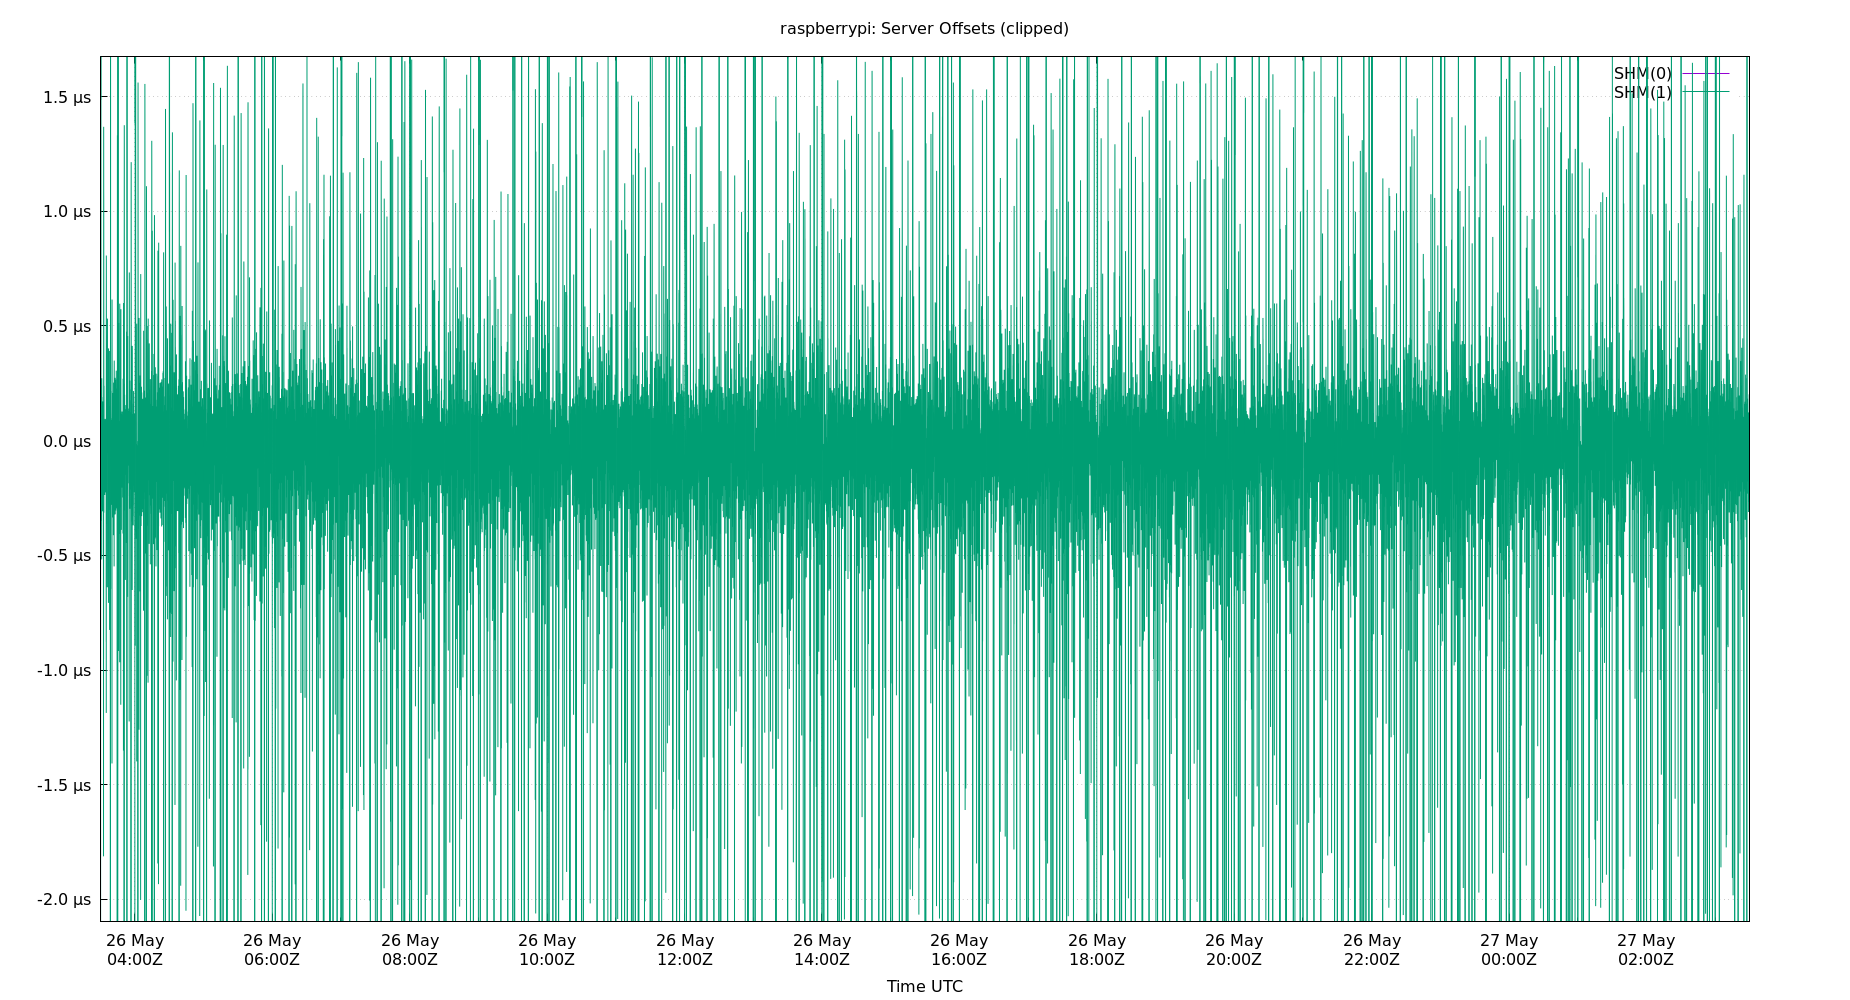 raspberrypi: Server Offsets (clipped)
SHM(0)
SHM(1)
1.5 µs
1.0 µs
0.5 µs
0.0 µs
-0.5 µs
-1.0 µs
-1.5 µs
-2.0 µs
26 May 26 May 26 May 26 May 26 May 26 May 26 May 26 May 26 May 26 May 27 May 27 May
04:00Z 06:00Z 08:00Z 10:00Z 12:00Z 14:00Z 16:00Z 18:00Z 20:00Z 22:00Z 00:00Z 02:00Z
Time UTC